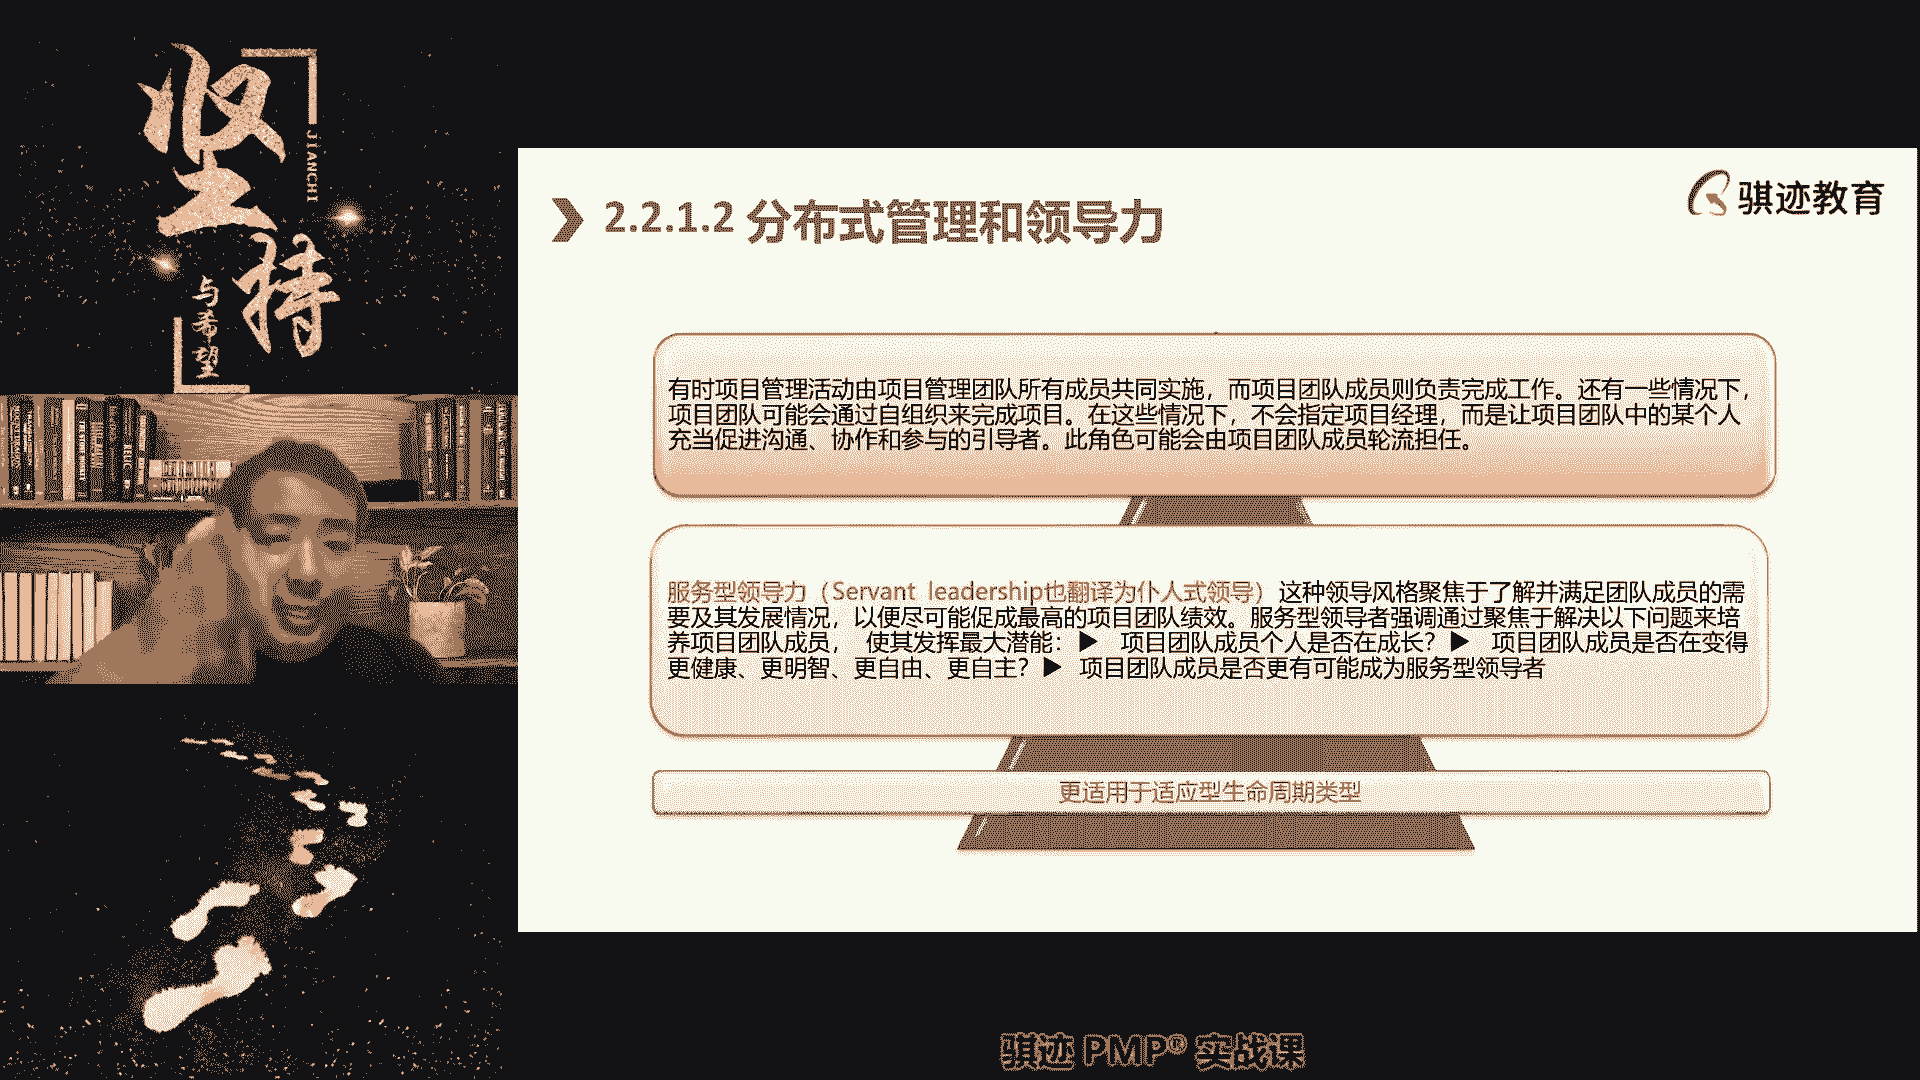 坚持
JIANCHI
与希望
骐迹教育
2.2.1.2 分布式管理和领导力
有时项目管理活动由项目管理团队所有成员共同实施，而项目团队成员则负责完成工作。还有一些情况下，
项目团队可能会通过自组织来完成项目。在这些情况下，不会指定项目经理，而是让项目团队中的某个人
充当促进沟通、协作和参与的引导者。此角色可能会由项目团队成员轮流担任。
服务型领导力（Servant leadership也翻译为仆人式领导）这种领导风格聚焦于了解并满足团队成员的需
要及其发展情况，以便尽可能促成最高的项目团队绩效。服务型领导者强调通过聚焦于解决以下问题来培
养项目团队成员， 使其发挥最大潜能：▶ 项目团队成员个人是否在成长？▶ 项目团队成员是否在变得
更健康、更明智、更自由、更自主？▶ 项目团队成员是否更有可能成为服务型领导者
更适用于适应型生命周期类型
骐迹 PMP® 实战课